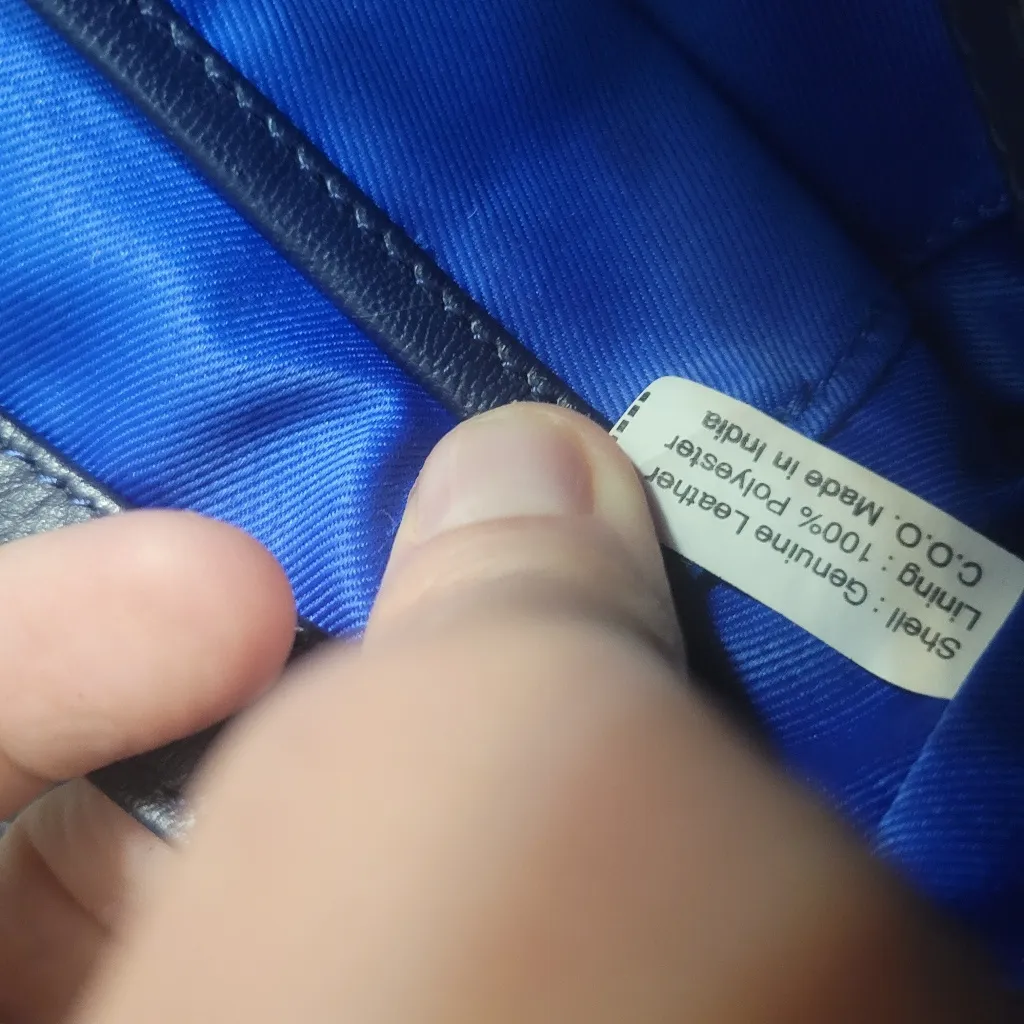 Shell : Genuine Leather
Lining : 100% Polyester
C.O.O. Made in India